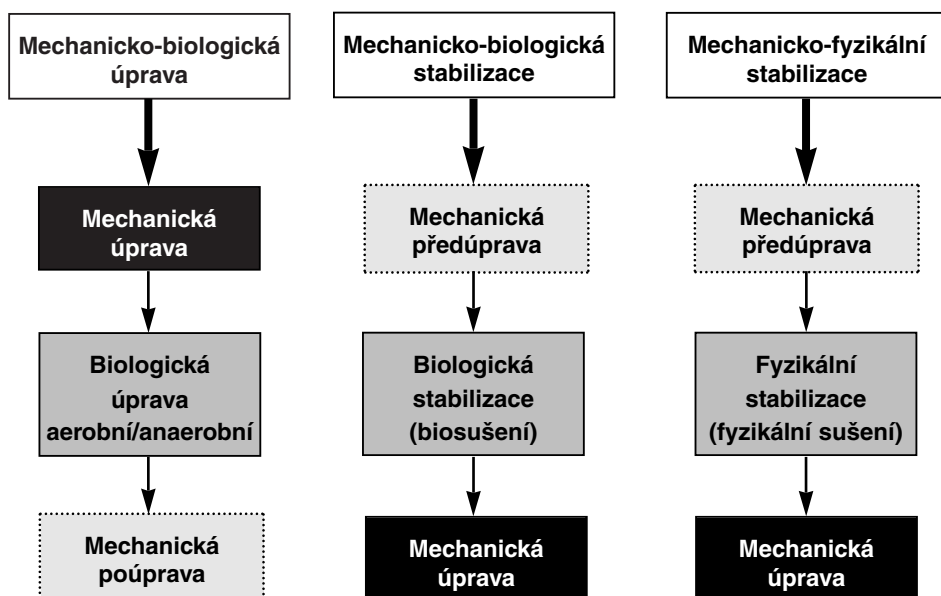 Mechanicko-biologická
úprava
Mechanická
úprava
Biologická
úprava
aerobní/anaerobní
Mechanická
poúprava
Mechanicko-biologická
stabilizace
Mechanická
předúprava
Biologická
stabilizace
(biosušení)
Mechanická
úprava
Mechanicko-fyzikální
stabilizace
Mechanická
předúprava
Fyzikální
stabilizace
(fyzikální sušení)
Mechanická
úprava